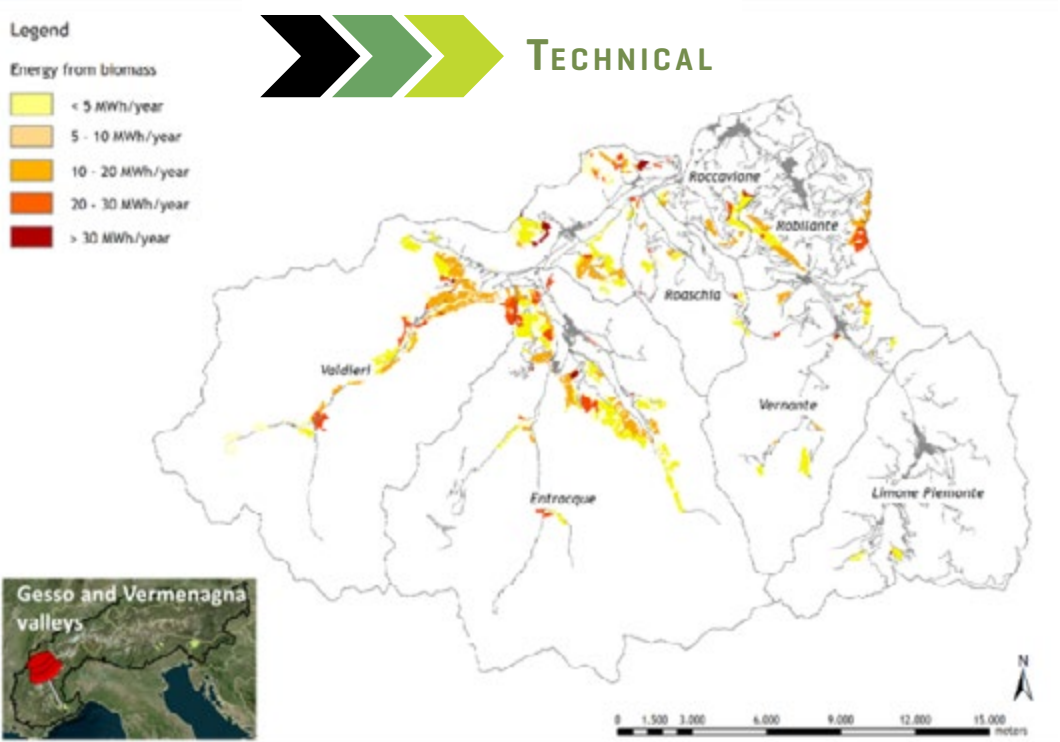 Legend
TECHNICAL
Energy from biomass
< 5 MWh/year
5 - 10 MWh/year
10 - 20 MWh/year
20 - 30 MWh/year
> 30 MWh/year
Roccavione
Robilante
Roaschia
Valdieri
Vernante
Limone Piemonte
Entracque
Gesso and Vermenagna
valleys
N
0 1.500 3.000 6.000 9.000 12.000 15.000
meters